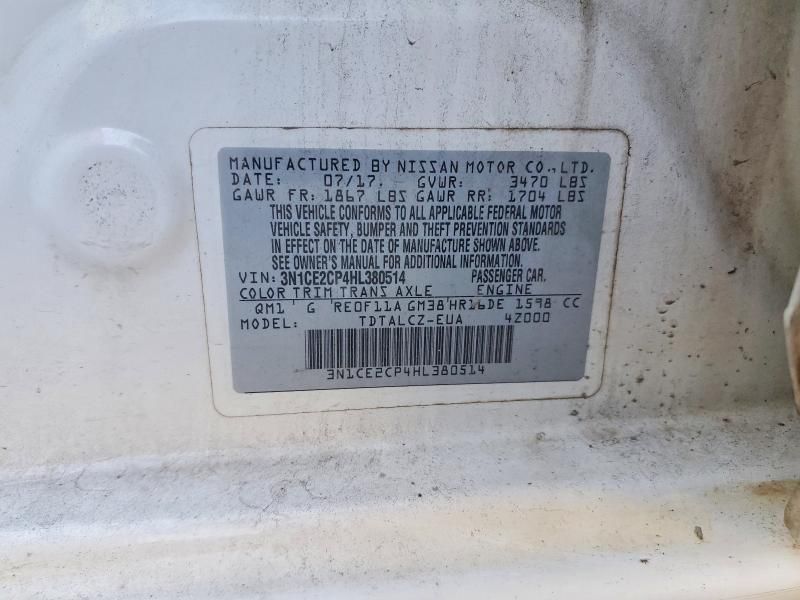 MANUFACTURED BY NISSAN MOTOR CO., LTD.
DATE: 07/17. GVWR: 3470 LBS
GAWR FR: 1867 LBS GAWR RR: 1704 LBS
THIS VEHICLE CONFORMS TO ALL APPLICABLE FEDERAL MOTOR
VEHICLE SAFETY, BUMPER AND THEFT PREVENTION STANDARDS
IN EFFECT ON THE DATE OF MANUFACTURE SHOWN ABOVE.
SEE OWNER'S MANUAL FOR ADDITIONAL INFORMATION.
VIN: 3N1CE2CP4HL380514 PASSENGER CAR.
COLOR TRIM TRANS AXLE ENGINE
QM1 G RE0F11A GM38 HR16DE 1598 CC
MODEL: TDTALCZ-EUA 4Z000
3N1CE2CP4HL380514